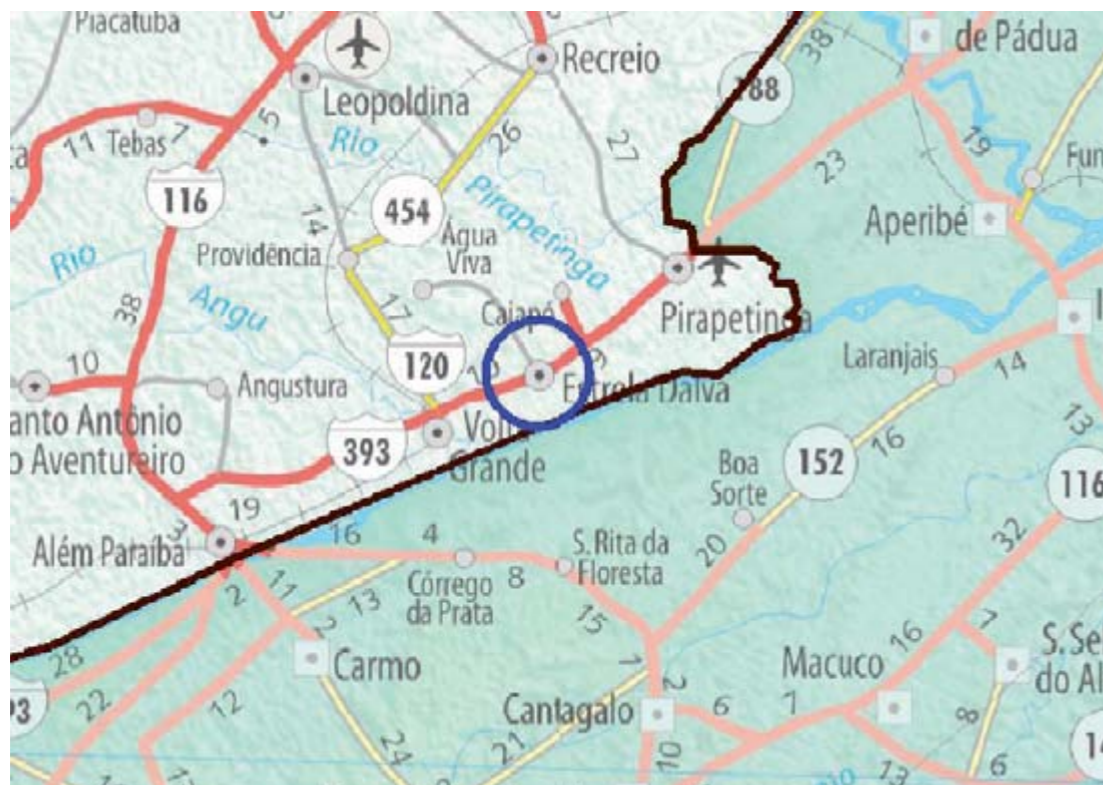 Piacatuba
Recreio
de Pádua
38
188
Leopoldina
5
Rio
11
7
Tebas
26
27
23
19
116
454
Pirapetinga
14
Água
Viva
Aperibé
Providência
Rio
Angu
17
38
Caiapó
Pirapetinga
Laranjais
14
10
120
9
Angustura
Estrela Dalva
anto Antônio
o Aventureiro
393
Volta
Grande
16
13
152
Boa
Sorte
116
19
3
Além Paraíba
16
4
S. Rita da
Floresta
20
32
Córrego
da Prata
8
2
11
13
15
7
2
16
28
Carmo
1
Macuco
22
12
2
Cantagalo
6
7
8
24
21
10
13
6